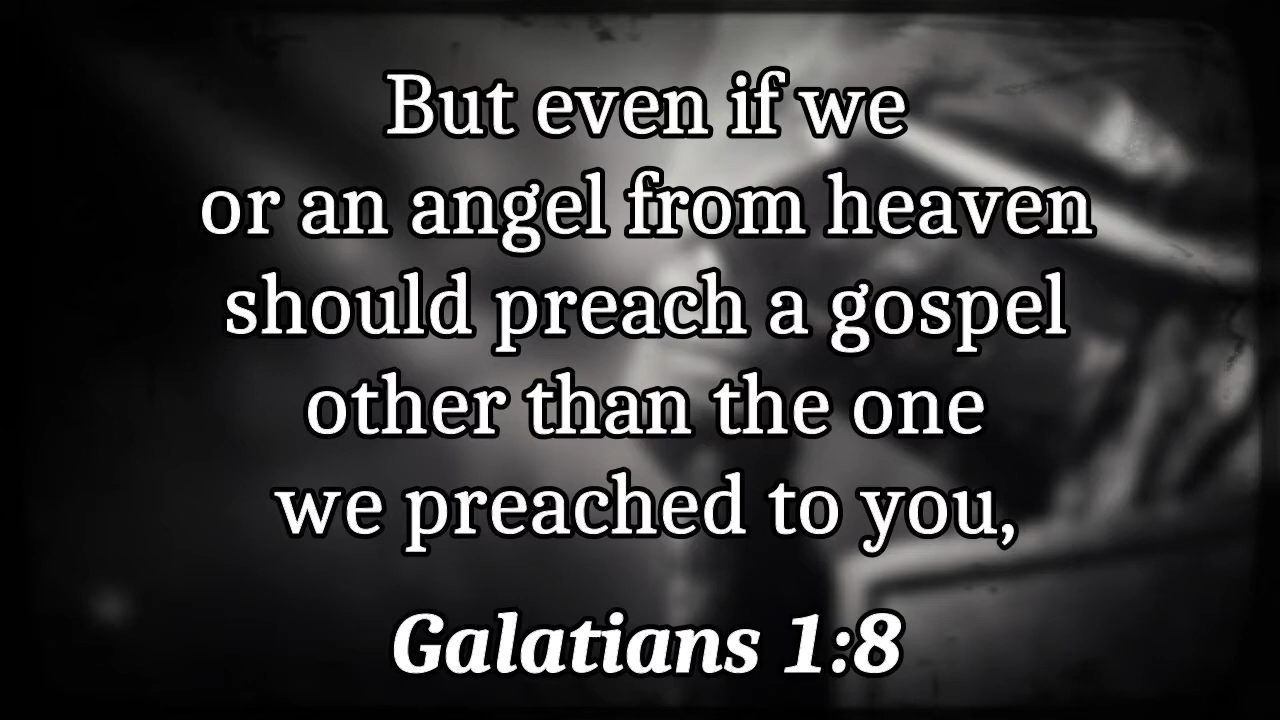 But even if we
or an angel from heaven
should preach a gospel
other than the one
we preached to you,
Galatians 1:8